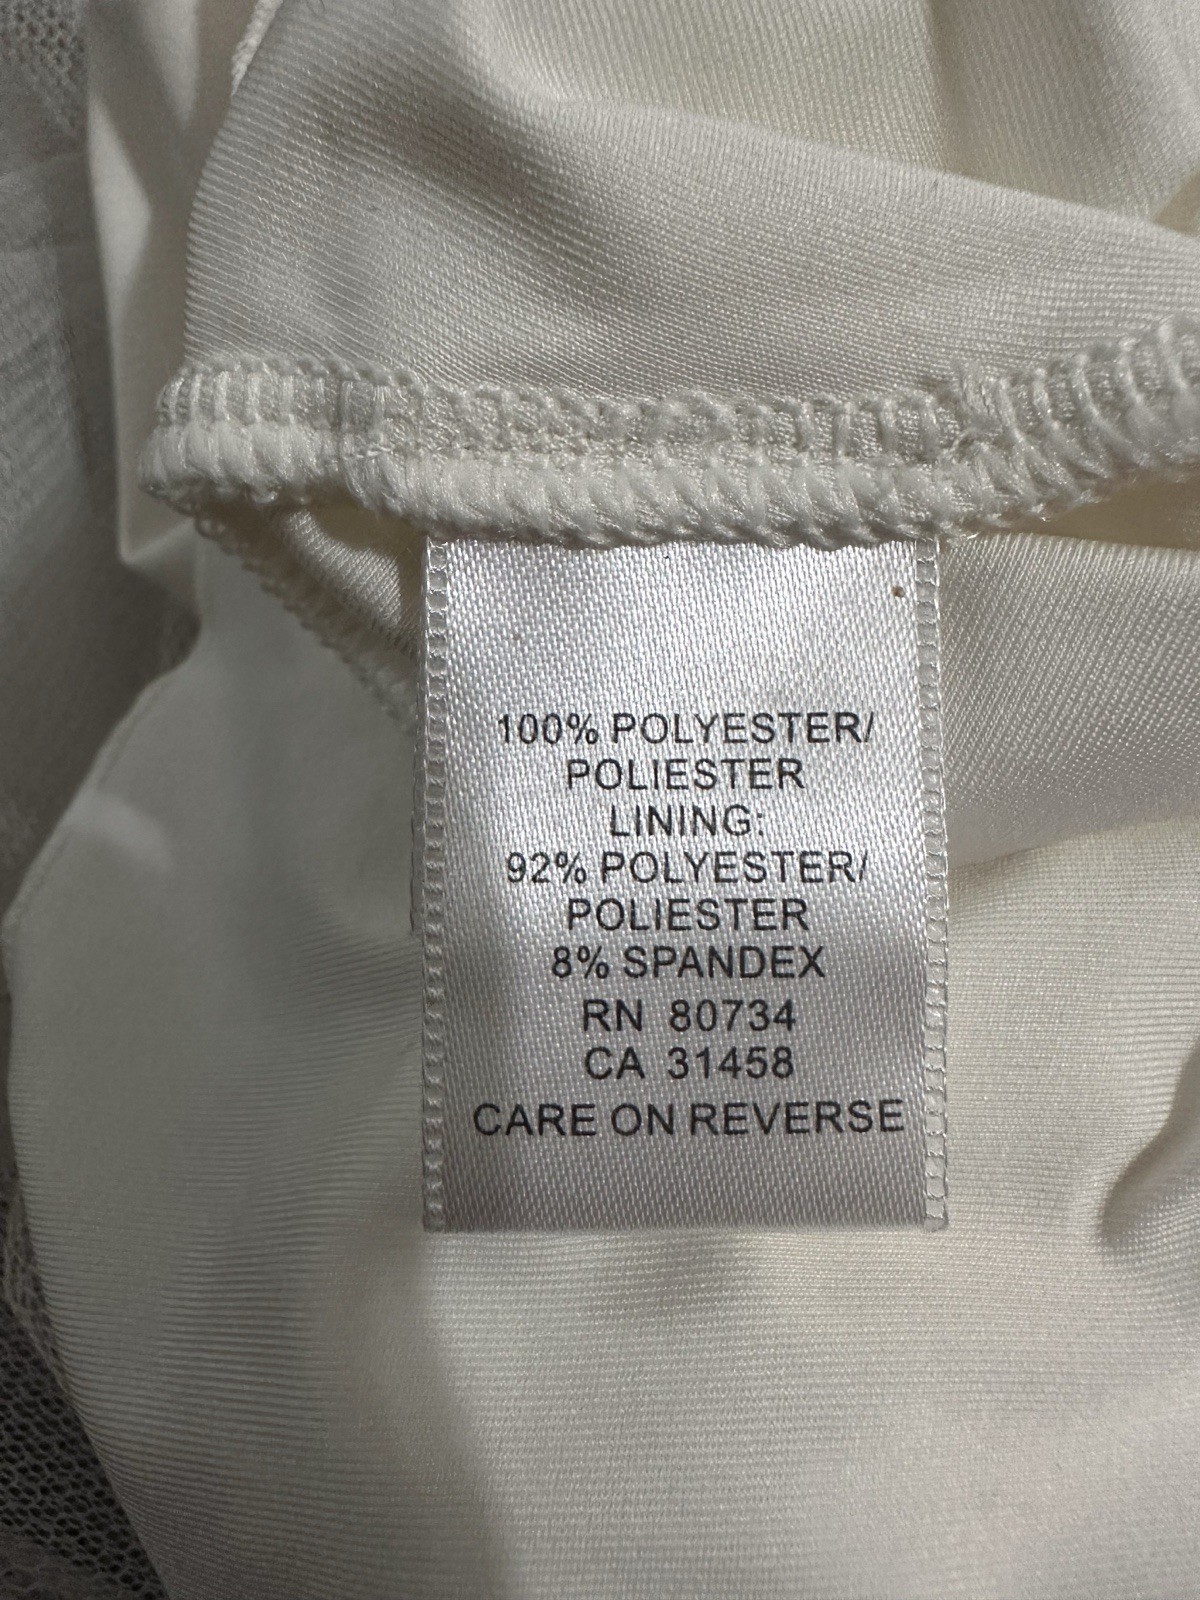 100% POLYESTER/
POLIESTER
LINING:
92% POLYESTER/
POLIESTER
8% SPANDEX
RN 80734
CA 31458
CARE ON REVERSE